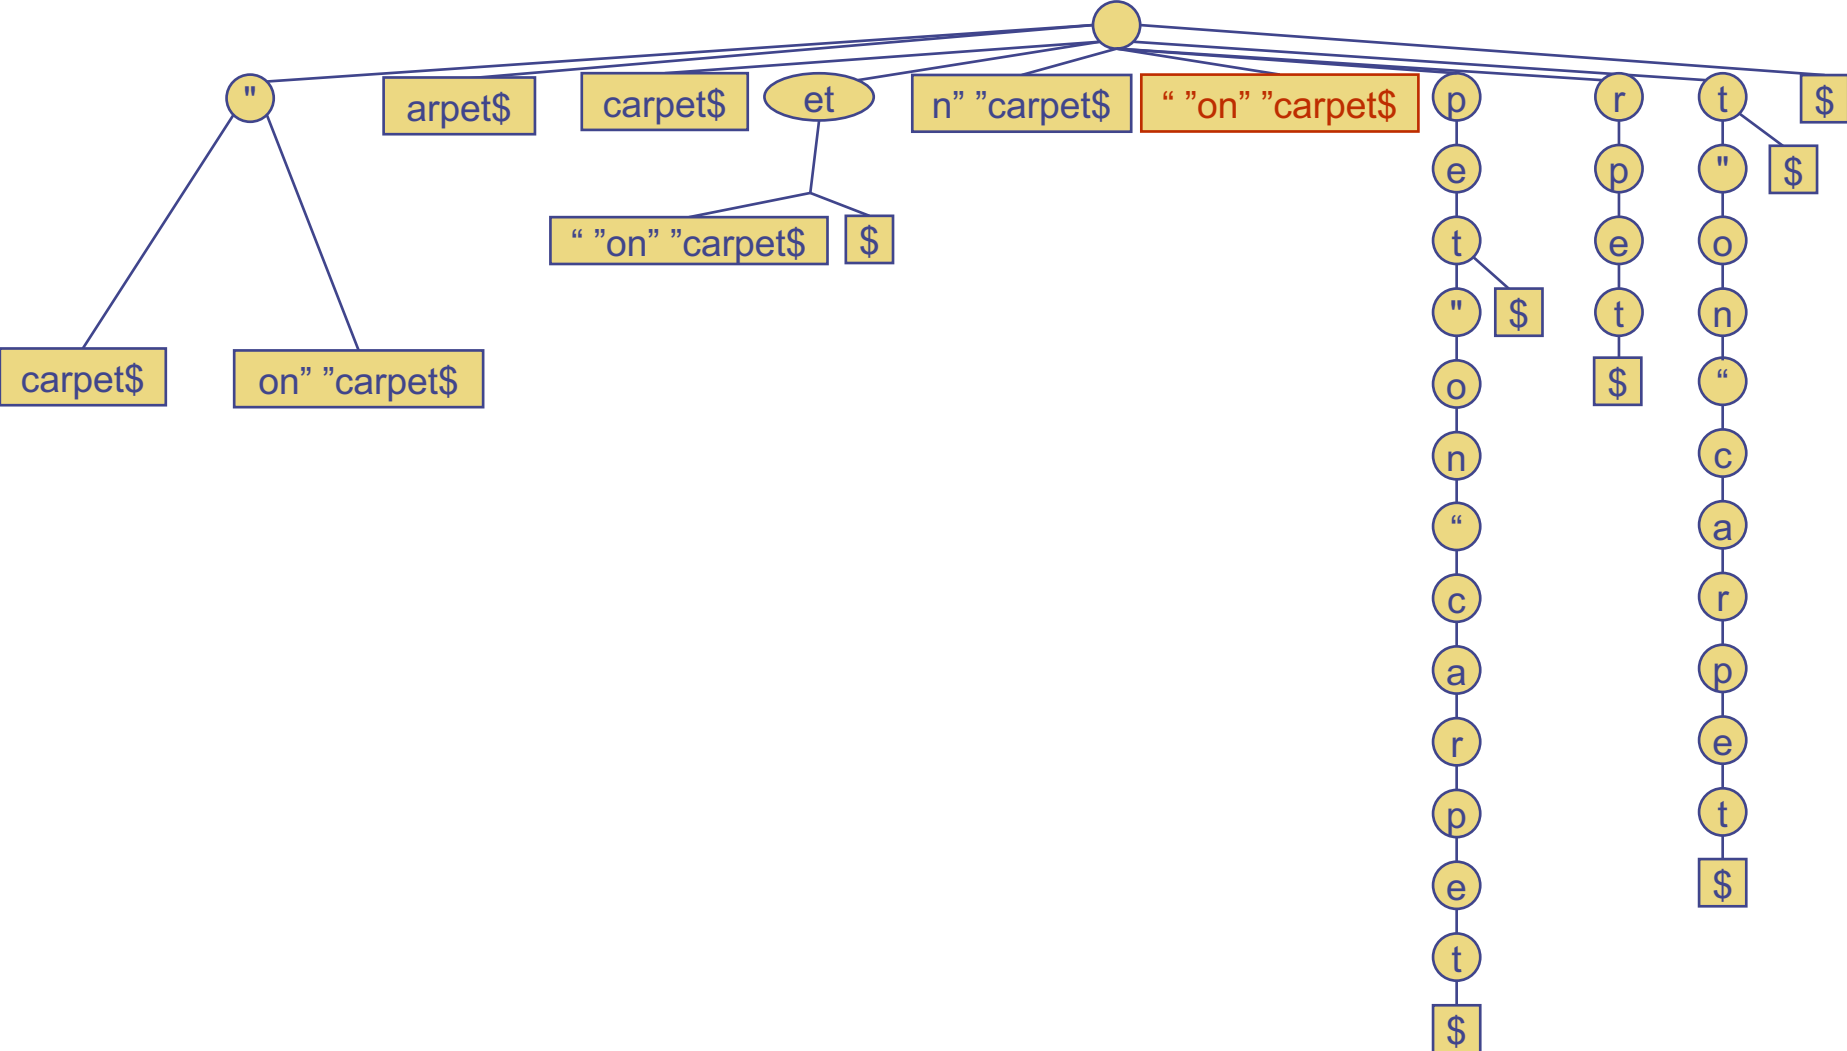 "
arpet$
carpet$
et
n” ”carpet$
“ ”on” ”carpet$
p
r
t
$
e
p
"
$
“ ”on” ”carpet$
$
t
e
o
"
$
t
n
carpet$
on” ”carpet$
o
$
“
n
c
“
a
c
r
a
p
r
e
p
t
e
$
t
$